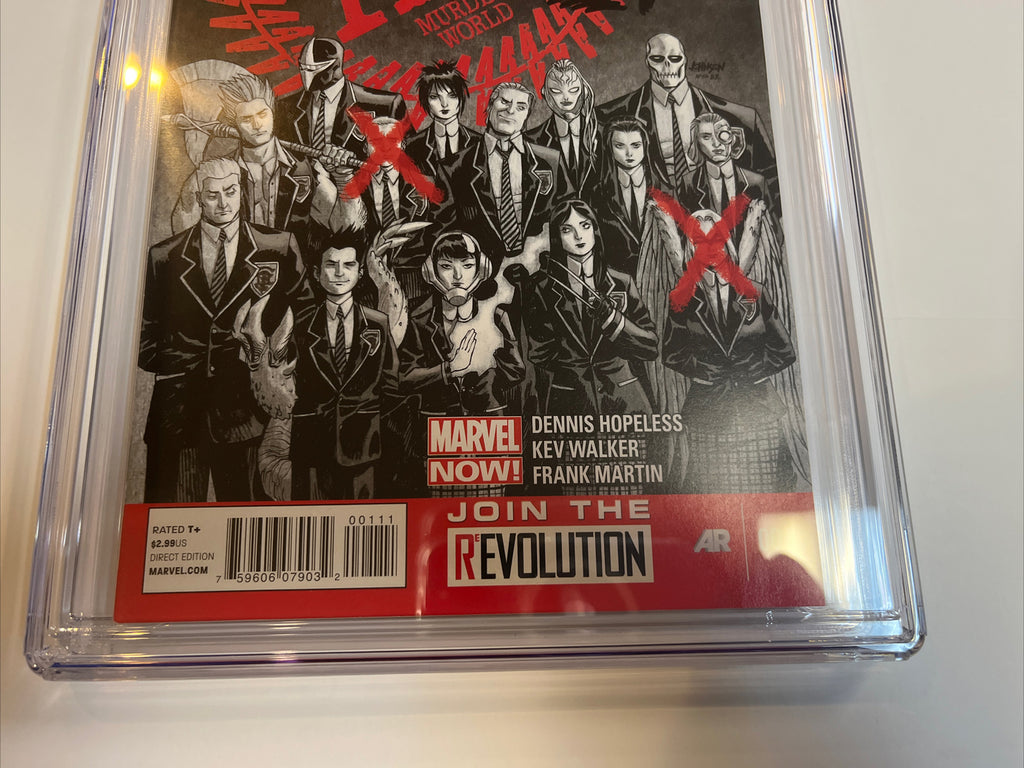 MURDER
WORLD
MARVEL
NOW!
DENNIS HOPELESS
KEV WALKER
FRANK MARTIN
RATED T+
$2.99US
DIRECT EDITION
MARVEL.COM
00111
7 59606 07903 2
JOIN THE
REVOLUTION
AR